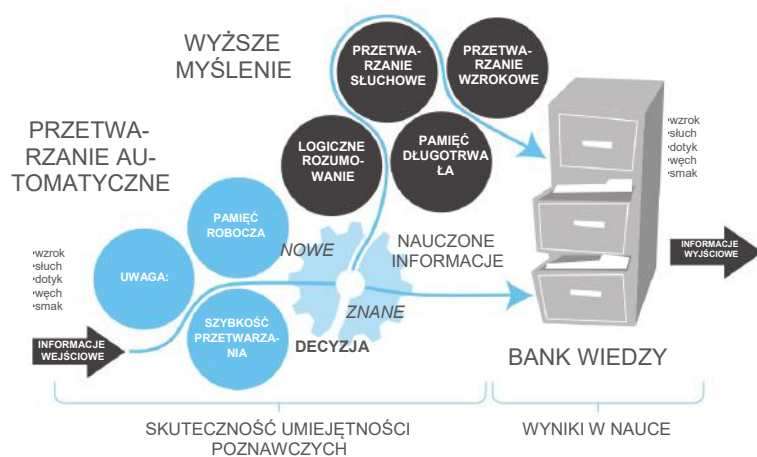 WYŻSZE
MYŚLENIE
PRZETWA-
RZANIE
SŁUCHOWE
PRZETWA-
RZANIE
WZROKOWE
LOGICZNE
ROZUMO-
WANIE
PAMIĘĆ
DŁUGOTRWA
ŁA
•wzrok
•słuch
•dotyk
•węch
•smak
PRZETWA-
RZANIE AU-
TOMATYCZNE
PAMIĘĆ
ROBOCZA
UWAGA:
SZYBKOŚĆ
PRZETWARZA-
NIA
•wzrok
•słuch
•dotyk
•węch
•smak
INFORMACJE
WEJŚCIOWE
NOWE
ZNANE
DECYZJA
NAUCZONE
INFORMACJE
INFORMACJE
WYJŚCIOWE
BANK WIEDZY
SKUTECZNOŚĆ UMIEJĘTNOŚCI
POZNAWCZYCH
WYNIKI W NAUCE